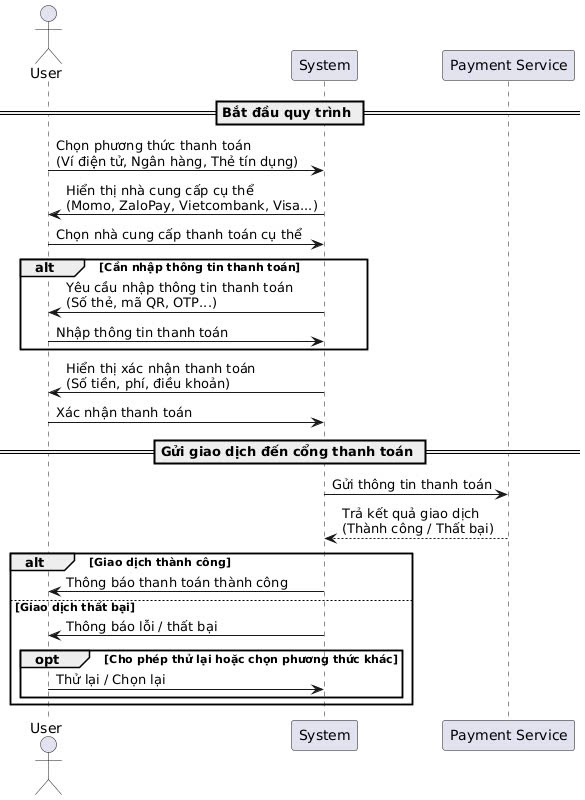 User
System
Payment Service
Bắt đầu quy trình
Chọn phương thức thanh toán
(Ví điện tử, Ngân hàng, Thẻ tín dụng)
Hiển thị nhà cung cấp cụ thể
(Momo, ZaloPay, Vietcombank, Visa...)
Chọn nhà cung cấp thanh toán cụ thể
alt
[Cần nhập thông tin thanh toán]
Yêu cầu nhập thông tin thanh toán
(Số thẻ, mã QR, OTP...)
Nhập thông tin thanh toán
Hiển thị xác nhận thanh toán
(Số tiền, phí, điều khoản)
Xác nhận thanh toán
Gửi giao dịch đến cổng thanh toán
Gửi thông tin thanh toán
Trả kết quả giao dịch
(Thành công / Thất bại)
alt
[Giao dịch thành công]
Thông báo thanh toán thành công
[Giao dịch thất bại]
Thông báo lỗi / thất bại
opt
[Cho phép thử lại hoặc chọn phương thức khác]
Thử lại / Chọn lại
User
System
Payment Service